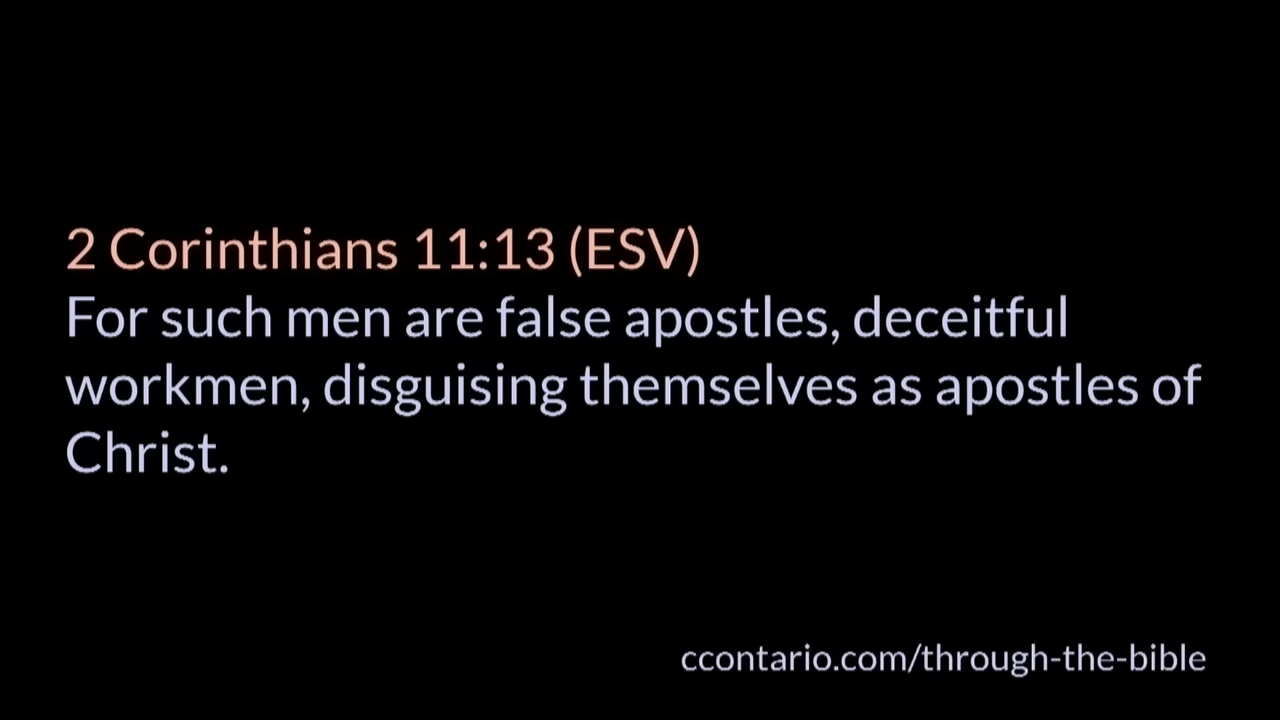 2 Corinthians 11:13 (ESV)
For such men are false apostles, deceitful
workmen, disguising themselves as apostles of
Christ.
ccontario.com/through-the-bible